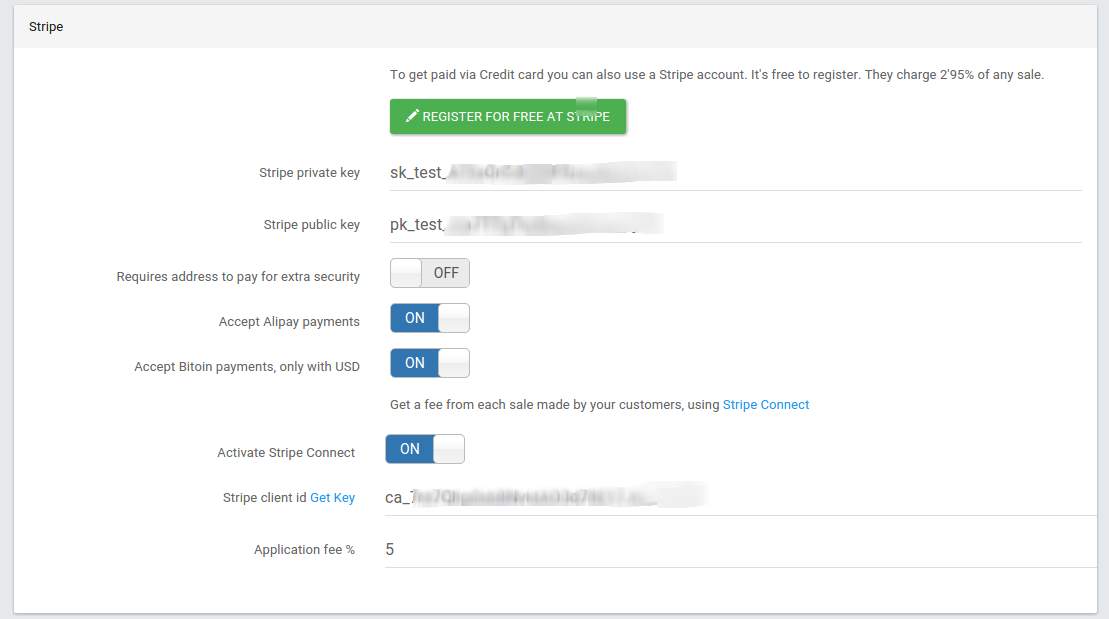 Stripe
To get paid via Credit card you can also use a Stripe account. It's free to register. They charge 2'95% of any sale.
REGISTER FOR FREE AT STRIPE
Stripe private key sk_test_
Stripe public key pk_test_
Requires address to pay for extra security OFF
Accept Alipay payments ON
Accept Bitoin payments, only with USD ON
Get a fee from each sale made by your customers, using Stripe Connect
Activate Stripe Connect ON
Stripe client id Get Key ca_
Application fee % 5